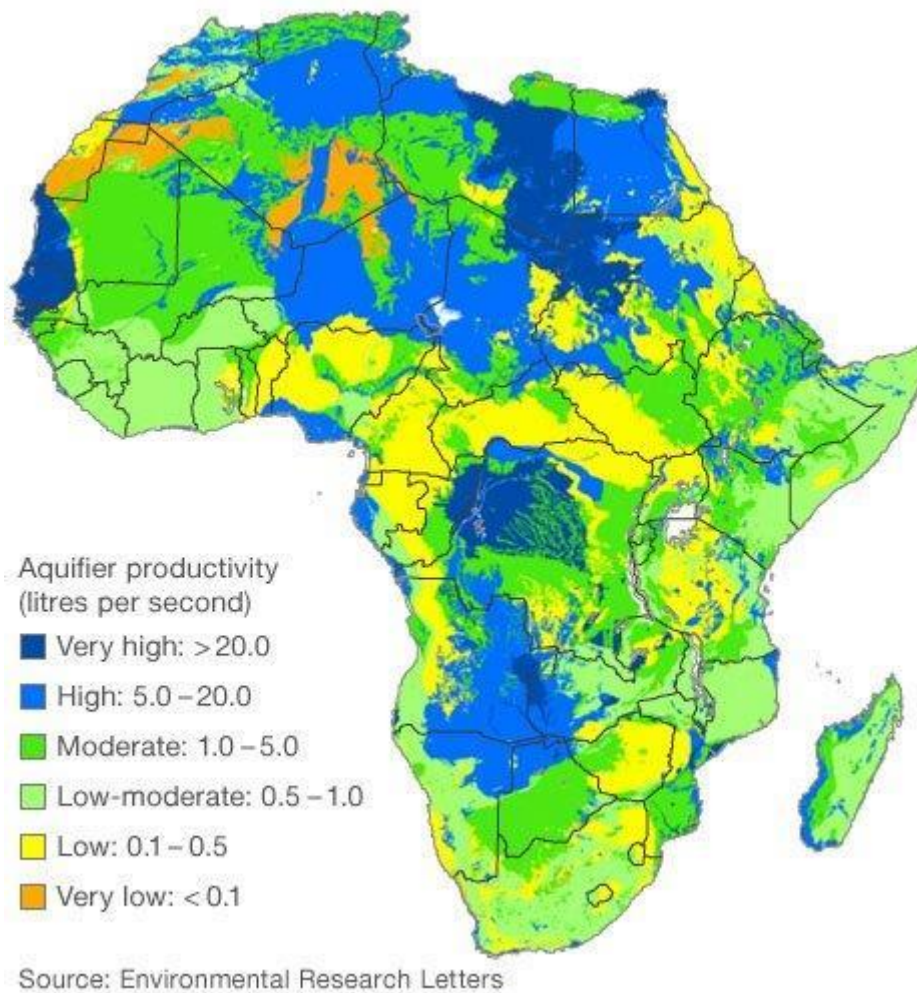 Aquifier productivity
(litres per second)
Very high: > 20.0
High: 5.0 – 20.0
Moderate: 1.0 – 5.0
Low-moderate: 0.5 – 1.0
Low: 0.1 – 0.5
Very low: < 0.1
Source: Environmental Research Letters